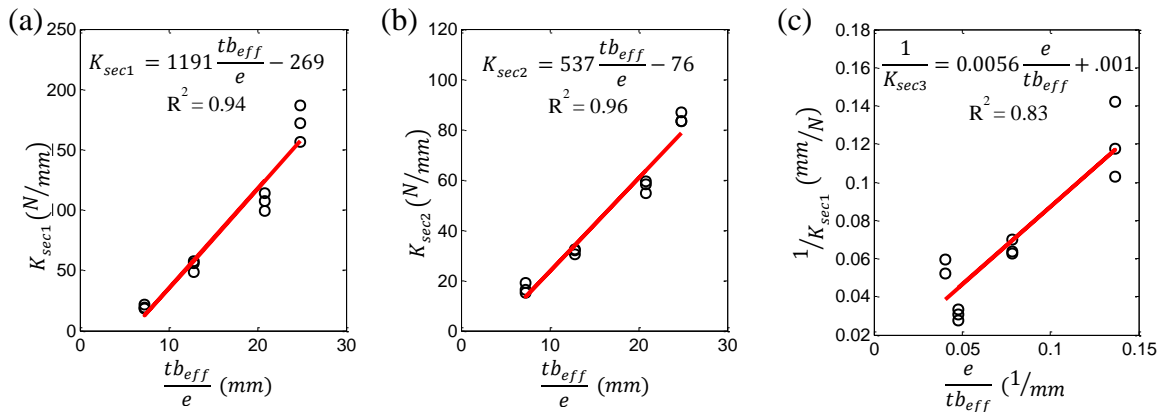 (a)
250
200
150
100
50
0
0 10 20 30
K_sec1 (N/mm)
K_sec1 = 1191 tb_eff/e − 269
R² = 0.94
tb_eff/e (mm)
(b)
120
100
80
60
40
20
0
0 10 20 30
K_sec2 (N/mm)
K_sec2 = 537 tb_eff/e − 76
R² = 0.96
tb_eff/e (mm)
(c)
0.18
0.16
0.14
0.12
0.1
0.08
0.06
0.04
0.02
0 0.05 0.1 0.15
1/K_sec1 (mm/N)
1/K_sec3 = 0.0056 e/tb_eff + .001
R² = 0.83
e/tb_eff (1/mm